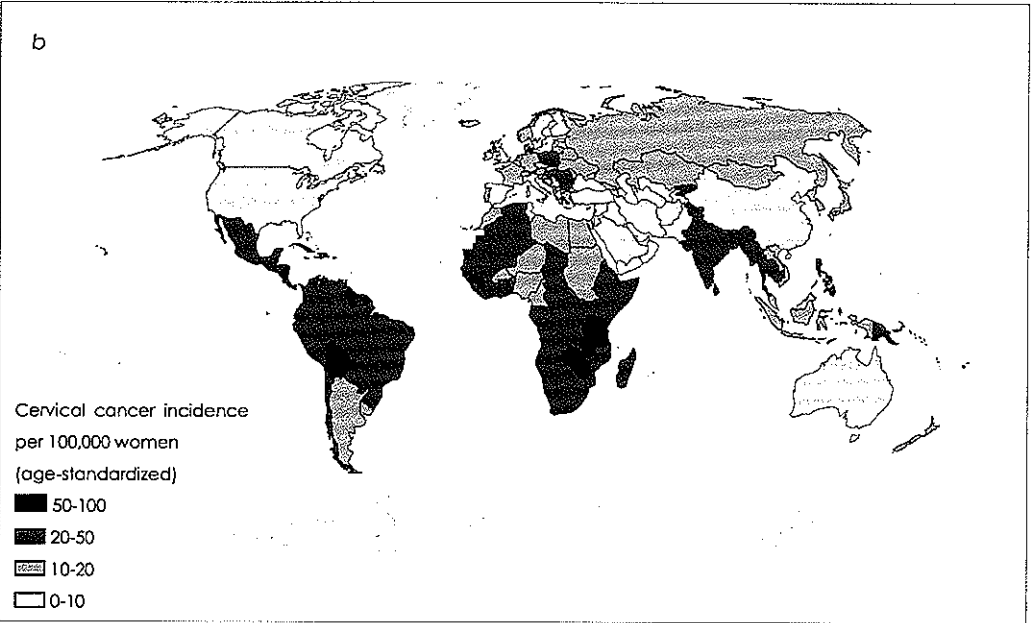 b
Cervical cancer incidence
per 100,000 women
(age-standardized)
50-100
20-50
10-20
0-10